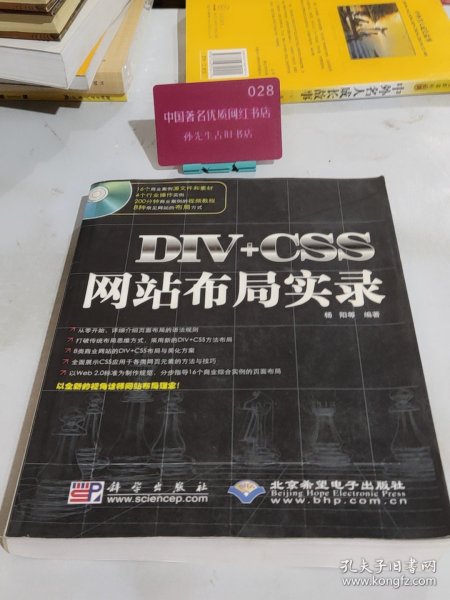 中外名人成长故事
028
中国著名优质网红书店
孙先生古旧书店
16个商业案例源文件和素材
4个行业操作实例
200分钟商业案例的视频教程
8种常见网站的布局方式
DIV+CSS
网站布局实录
杨 阳等 编著
从零开始，详细介绍页面布局的语法规则
打破传统布局思维方式，采用新的DIV+CSS方法布局
8类商业网站的DIV+CSS布局与美化方案
全面展示CSS应用于各类网页元素的方法与技巧
以Web 2.0标准为制作规范，分步指导16个商业综合实例的页面布局
以全新的视角诠释网站布局理念！
科学出版社
www.sciencep.com
北京希望电子出版社
Beijing Hope Electronic Press
www.bhp.com.cn
孔夫子旧书网
www.kongfz.com